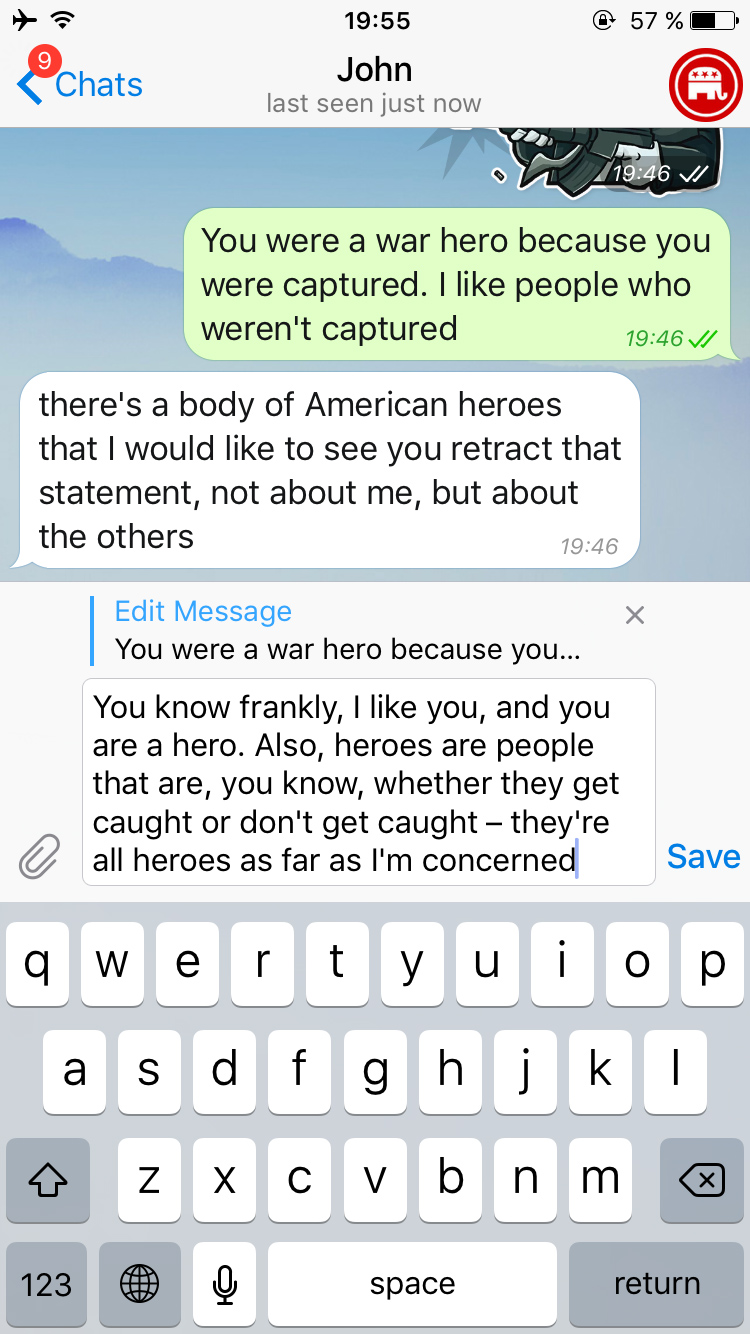 19:55
57 %
9
Chats
John
last seen just now
19:46
You were a war hero because you
were captured. I like people who
weren't captured
19:46
there's a body of American heroes
that I would like to see you retract that
statement, not about me, but about
the others
19:46
Edit Message
You were a war hero because you...
You know frankly, I like you, and you
are a hero. Also, heroes are people
that are, you know, whether they get
caught or don't get caught – they're
all heroes as far as I'm concerned
Save
q w e r t y u i o p
a s d f g h j k l
z x c v b n m
123
space
return